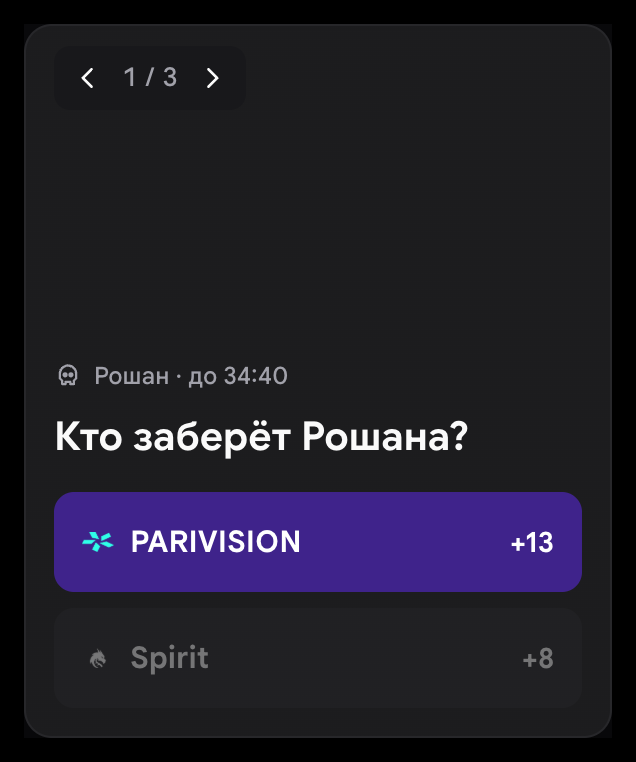 1 / 3
Рошан · до 34:40
Кто заберёт Рошана?
PARIVISION +13
Spirit +8